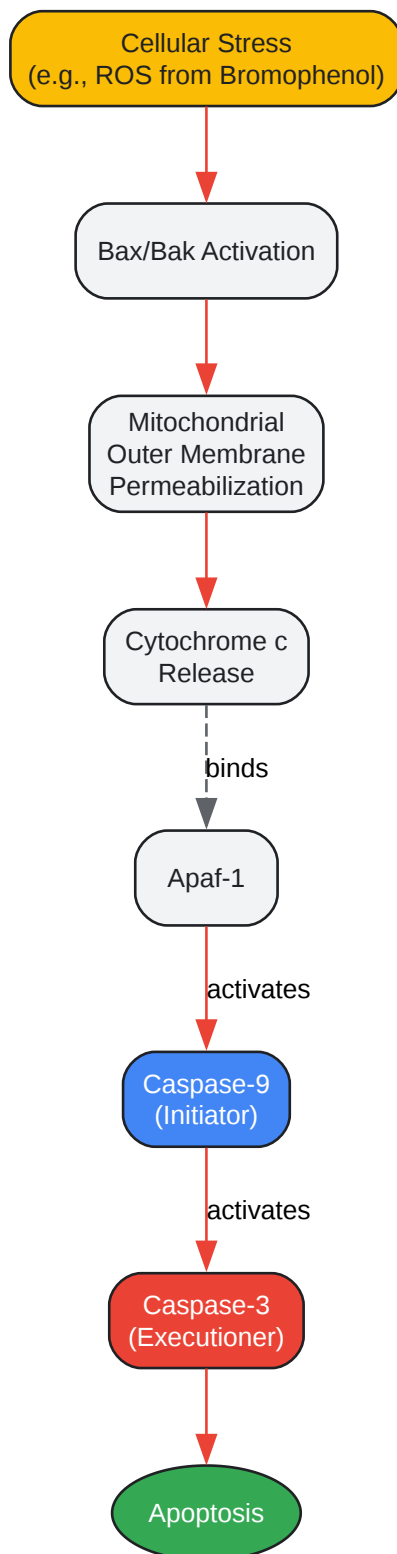 Cellular Stress
(e.g., ROS from Bromophenol)
Bax/Bak Activation
Mitochondrial
Outer Membrane
Permeabilization
Cytochrome c
Release
binds
Apaf-1
activates
Caspase-9
(Initiator)
activates
Caspase-3
(Executioner)
Apoptosis